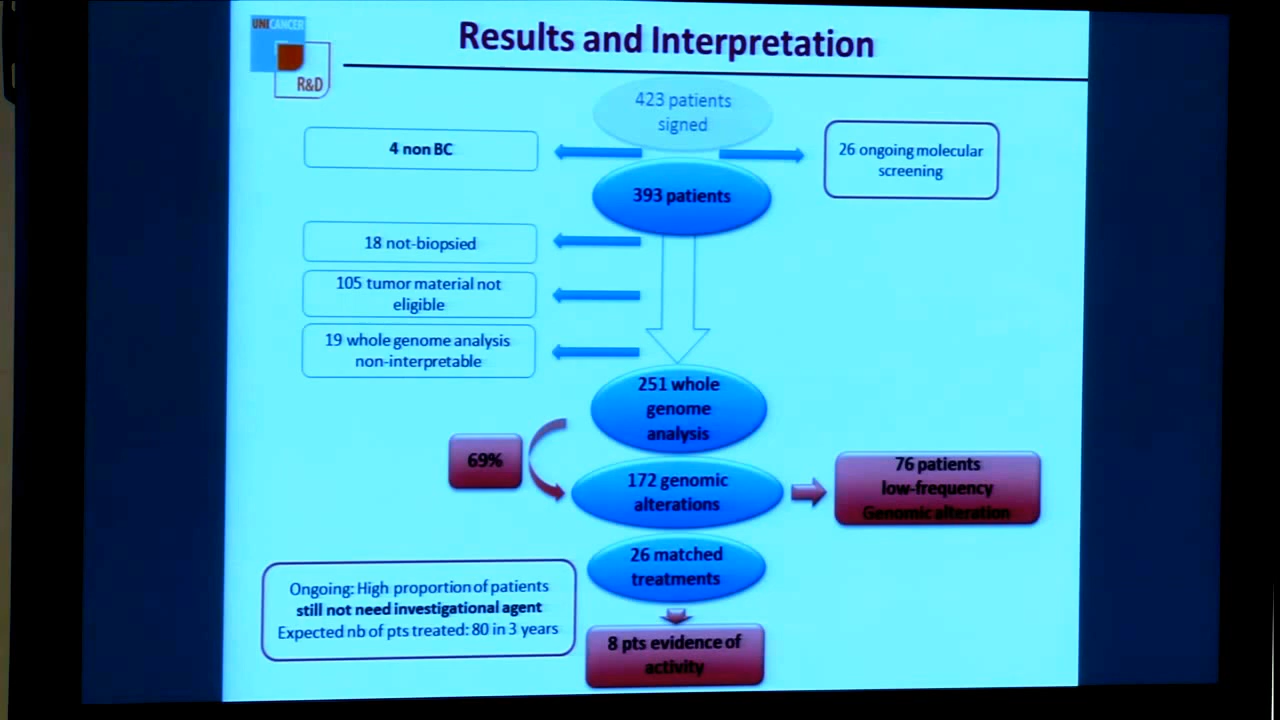 UNICANCER
R&D
Results and Interpretation
423 patients
signed
4 non BC
26 ongoing molecular
screening
393 patients
18 not-biopsied
105 tumor material not
eligible
19 whole genome analysis
non-interpretable
251 whole
genome
analysis
69%
172 genomic
alterations
76 patients
low-frequency
Genomic alteration
26 matched
treatments
Ongoing: High proportion of patients
still not need investigational agent
Expected nb of pts treated: 80 in 3 years
8 pts evidence of
activity